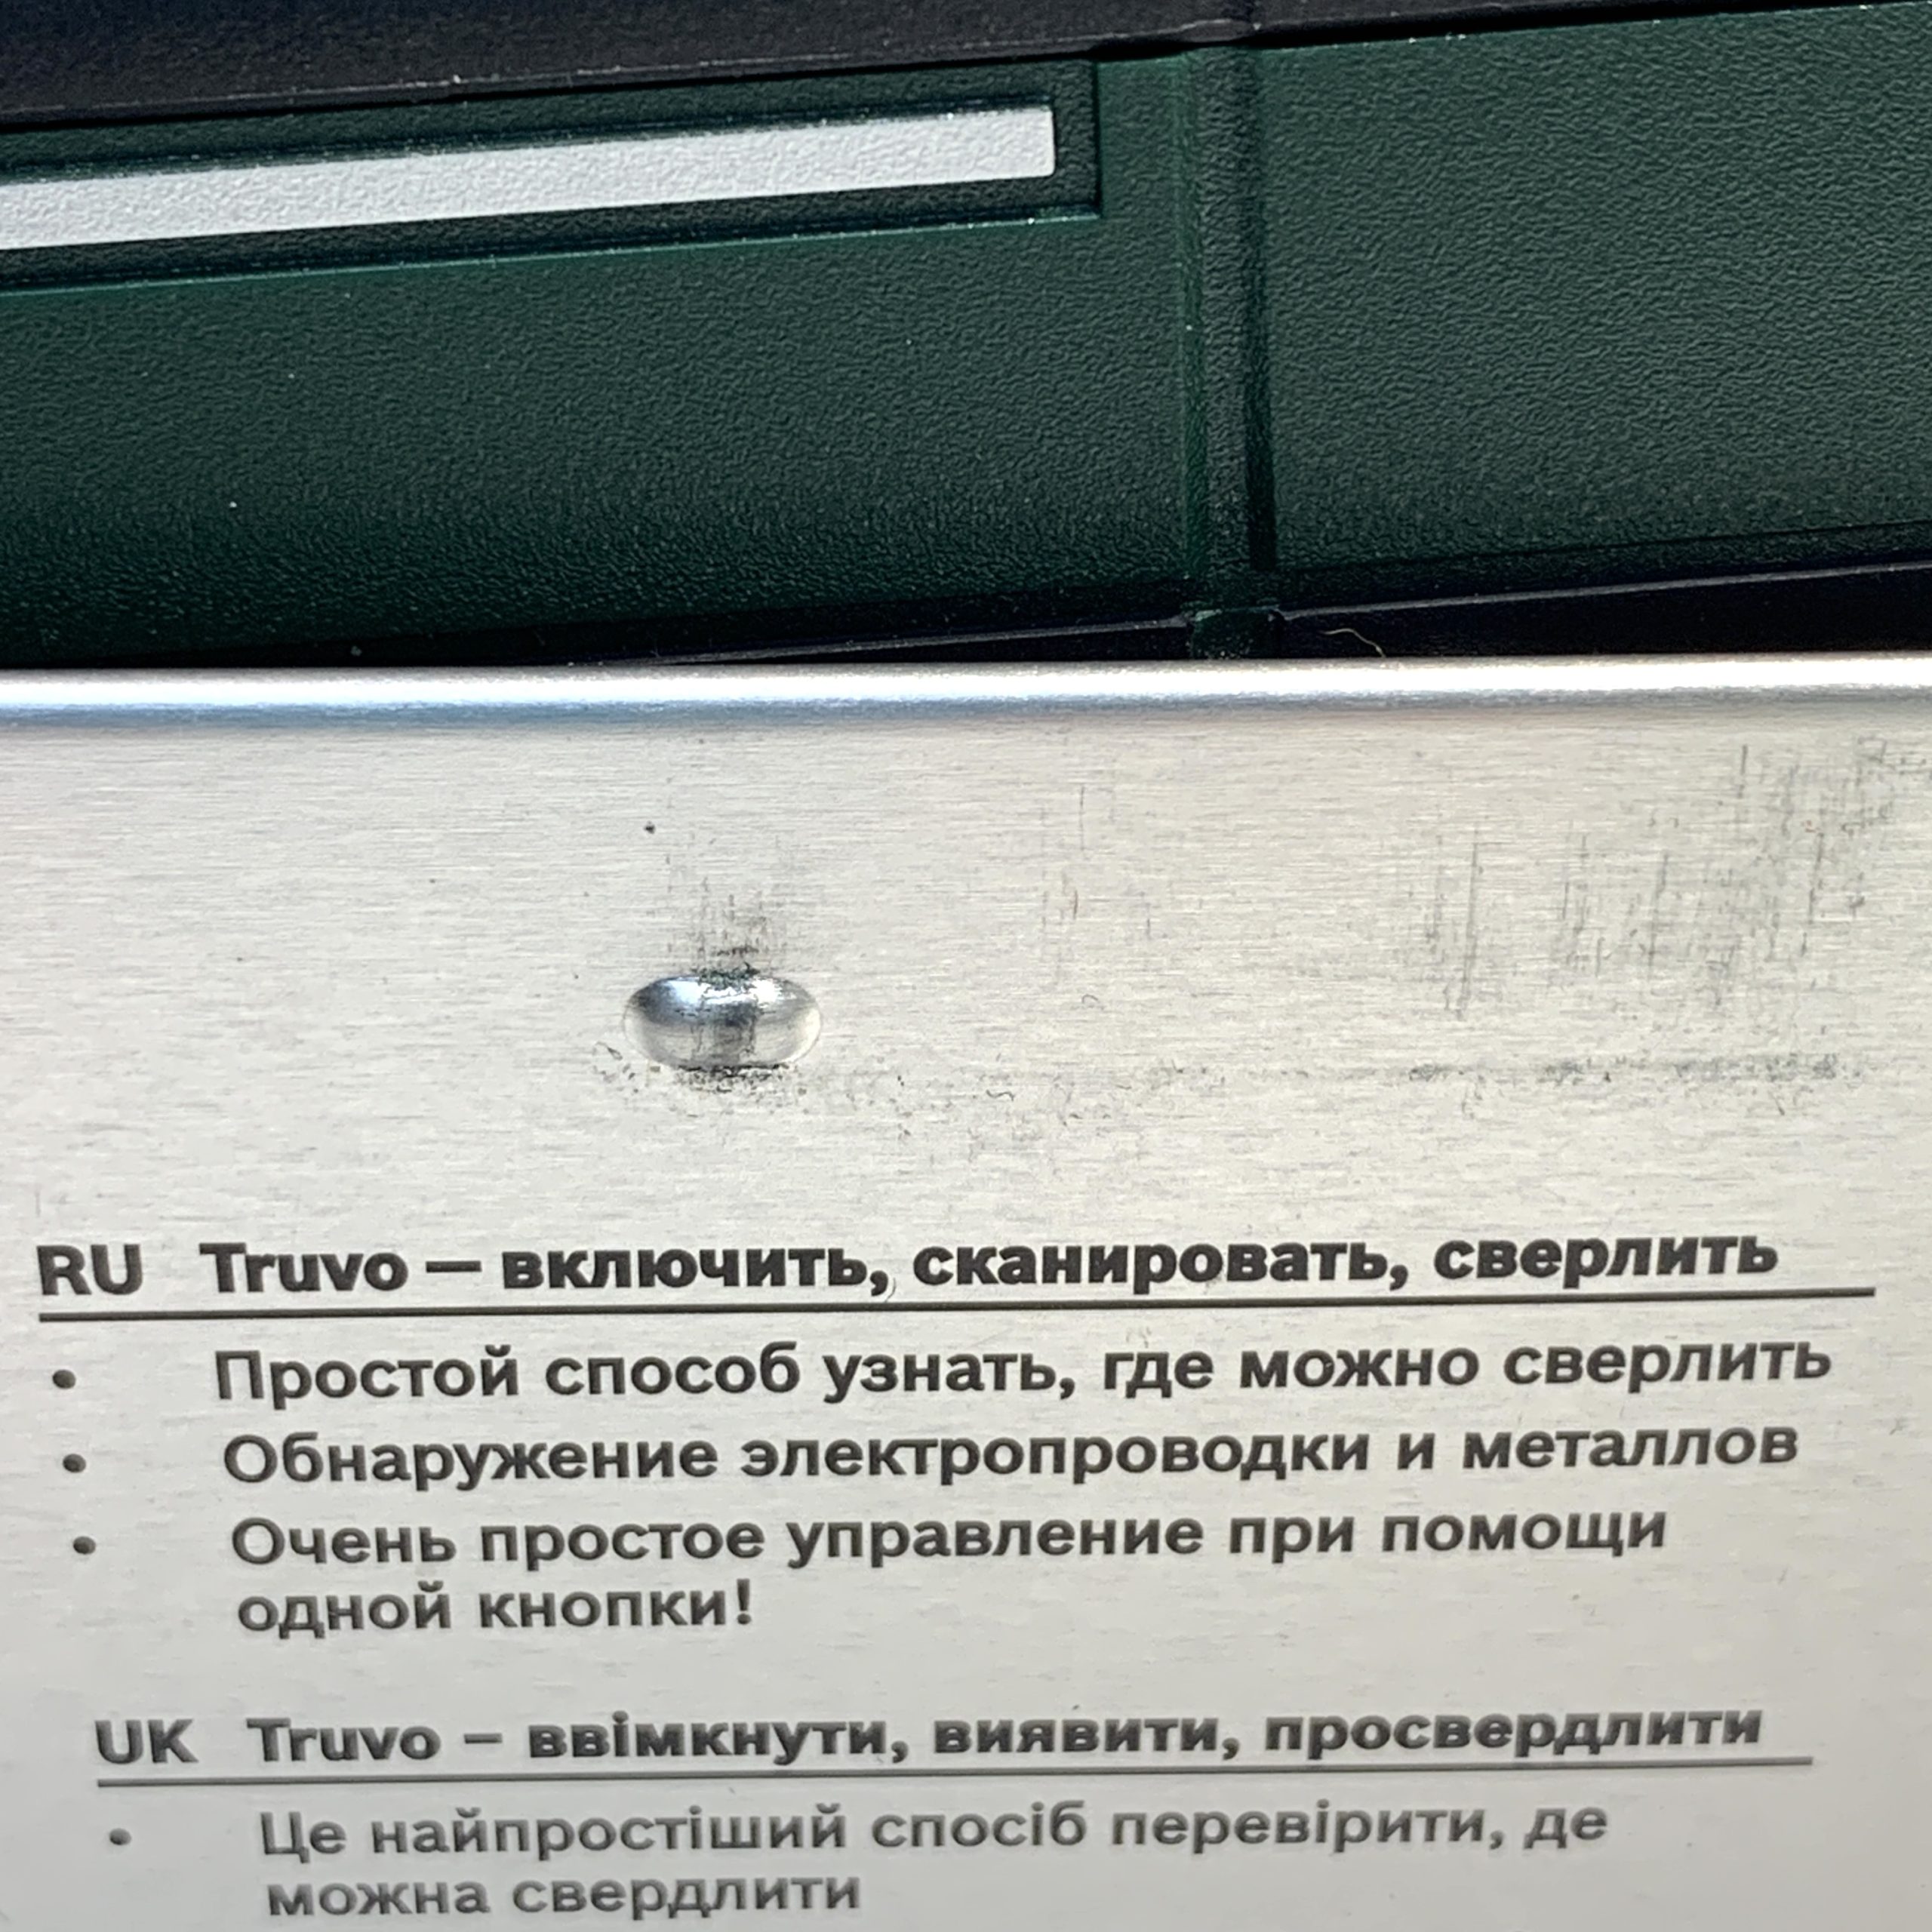 RU Truvo — включить, сканировать, сверлить
• Простой способ узнать, где можно сверлить
• Обнаружение электропроводки и металлов
• Очень простое управление при помощи
одной кнопки!
UK Truvo – ввімкнути, виявити, просвердлити
• Це найпростіший спосіб перевірити, де
можна свердлити